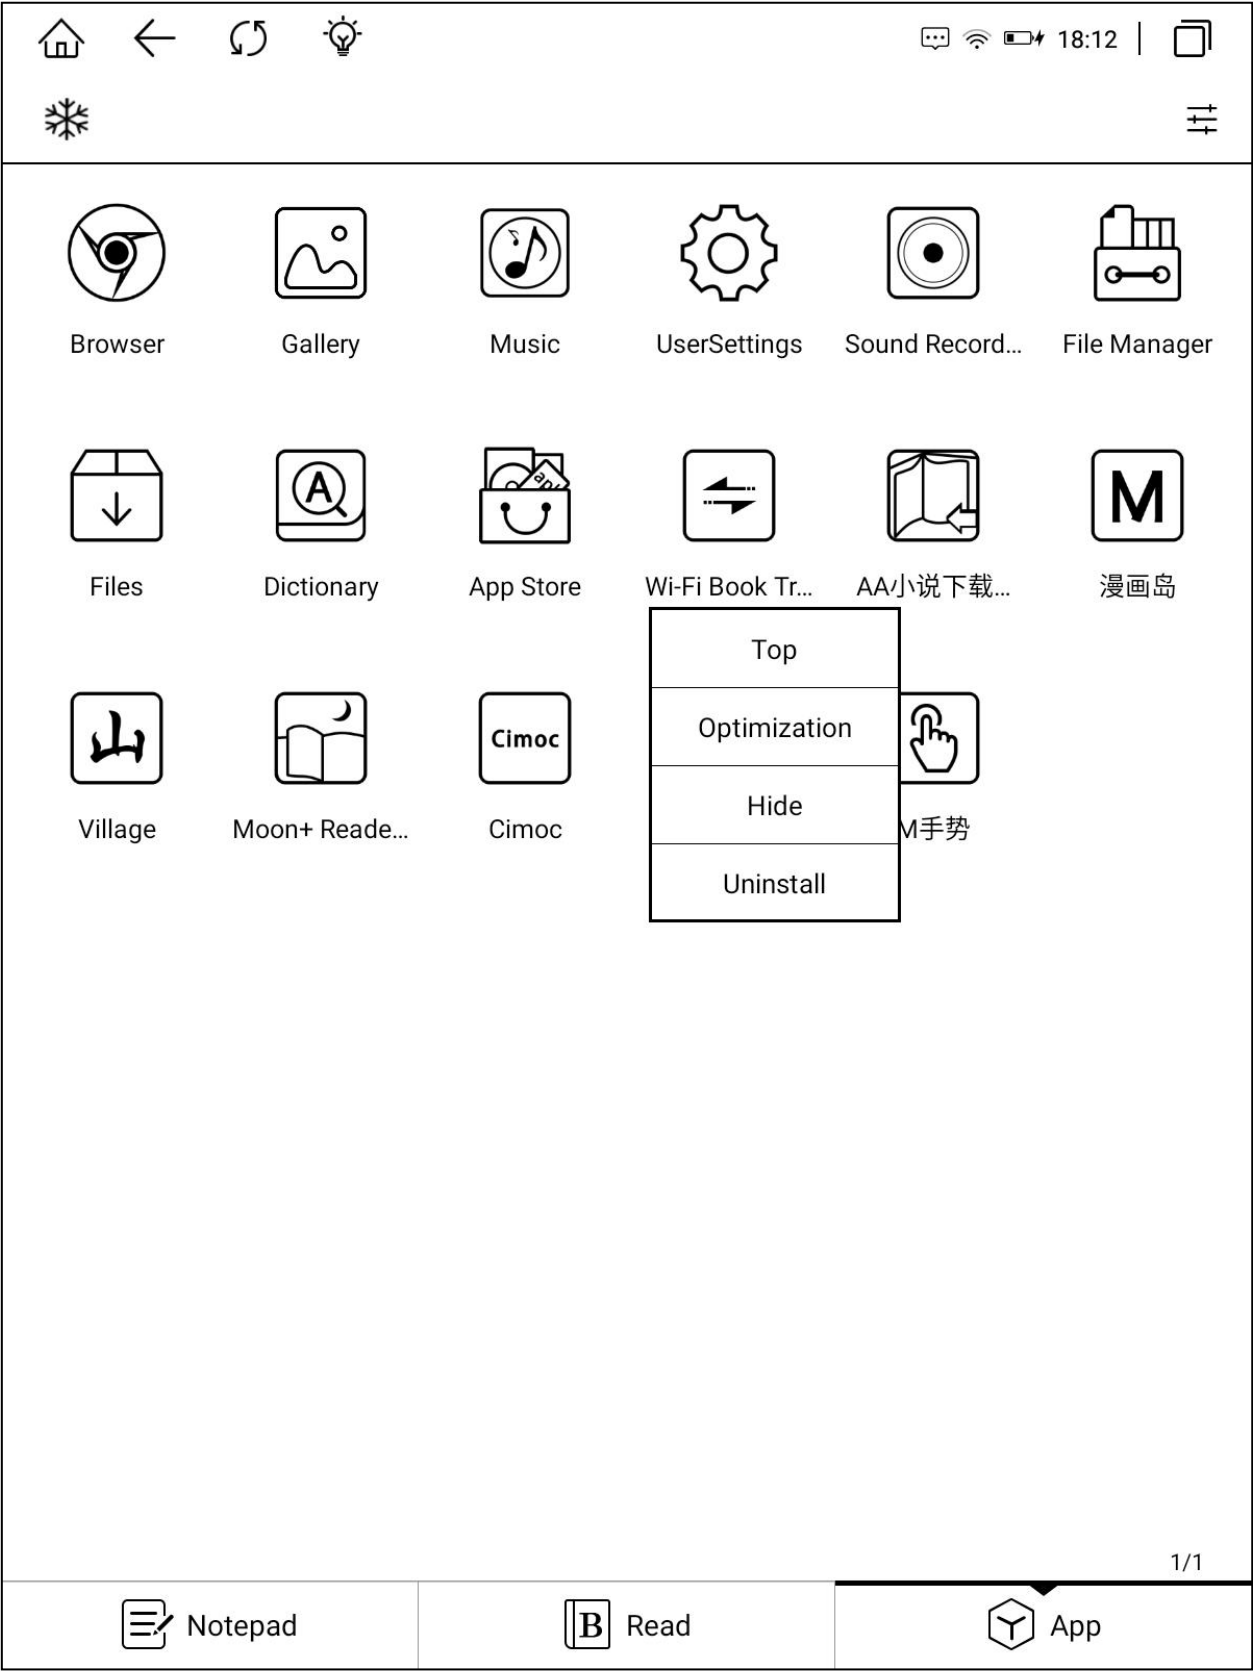 18:12
Browser
Gallery
Music
UserSettings
Sound Record...
File Manager
A
apk
M
Files
Dictionary
App Store
Wi-Fi Book Tr...
AA小说下载...
漫画岛
Top
Optimization
Hide
Uninstall
山
Cimoc
Village
Moon+ Reade...
Cimoc
M手势
1/1
Notepad
B
Read
App